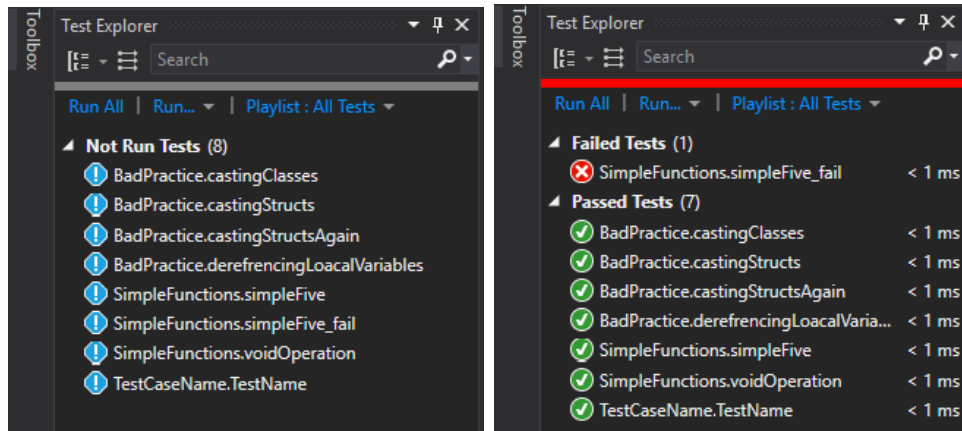 Toolbox
Test Explorer
Search
Run All | Run... | Playlist : All Tests
Not Run Tests (8)
BadPractice.castingClasses
BadPractice.castingStructs
BadPractice.castingStructsAgain
BadPractice.derefrencingLoacalVariables
SimpleFunctions.simpleFive
SimpleFunctions.simpleFive_fail
SimpleFunctions.voidOperation
TestCaseName.TestName
Toolbox
Test Explorer
Search
Run All | Run... | Playlist : All Tests
Failed Tests (1)
SimpleFunctions.simpleFive_fail < 1 ms
Passed Tests (7)
BadPractice.castingClasses < 1 ms
BadPractice.castingStructs < 1 ms
BadPractice.castingStructsAgain < 1 ms
BadPractice.derefrencingLoacalVaria... < 1 ms
SimpleFunctions.simpleFive < 1 ms
SimpleFunctions.voidOperation < 1 ms
TestCaseName.TestName < 1 ms